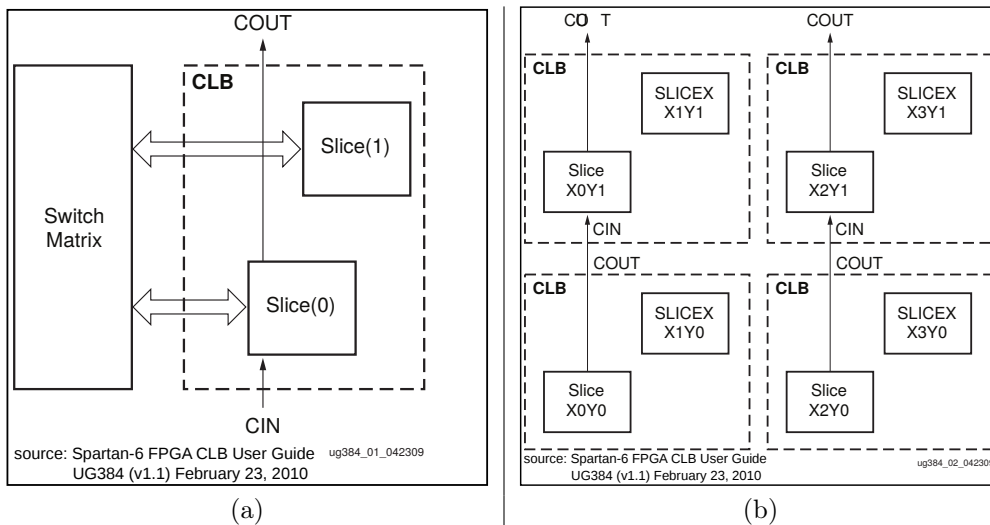 COUT
CLB
Slice(1)
Switch
Matrix
Slice(0)
CIN
source: Spartan-6 FPGA CLB User Guide
ug384_01_042309
UG384 (v1.1) February 23, 2010
(a)
COU T
COUT
CLB
SLICEX
X1Y1
CLB
SLICEX
X3Y1
Slice
X0Y1
Slice
X2Y1
CIN
CIN
COUT
COUT
CLB
SLICEX
X1Y0
CLB
SLICEX
X3Y0
Slice
X0Y0
Slice
X2Y0
source: Spartan-6 FPGA CLB User Guide
ug384_02_042309
UG384 (v1.1) February 23, 2010
(b)